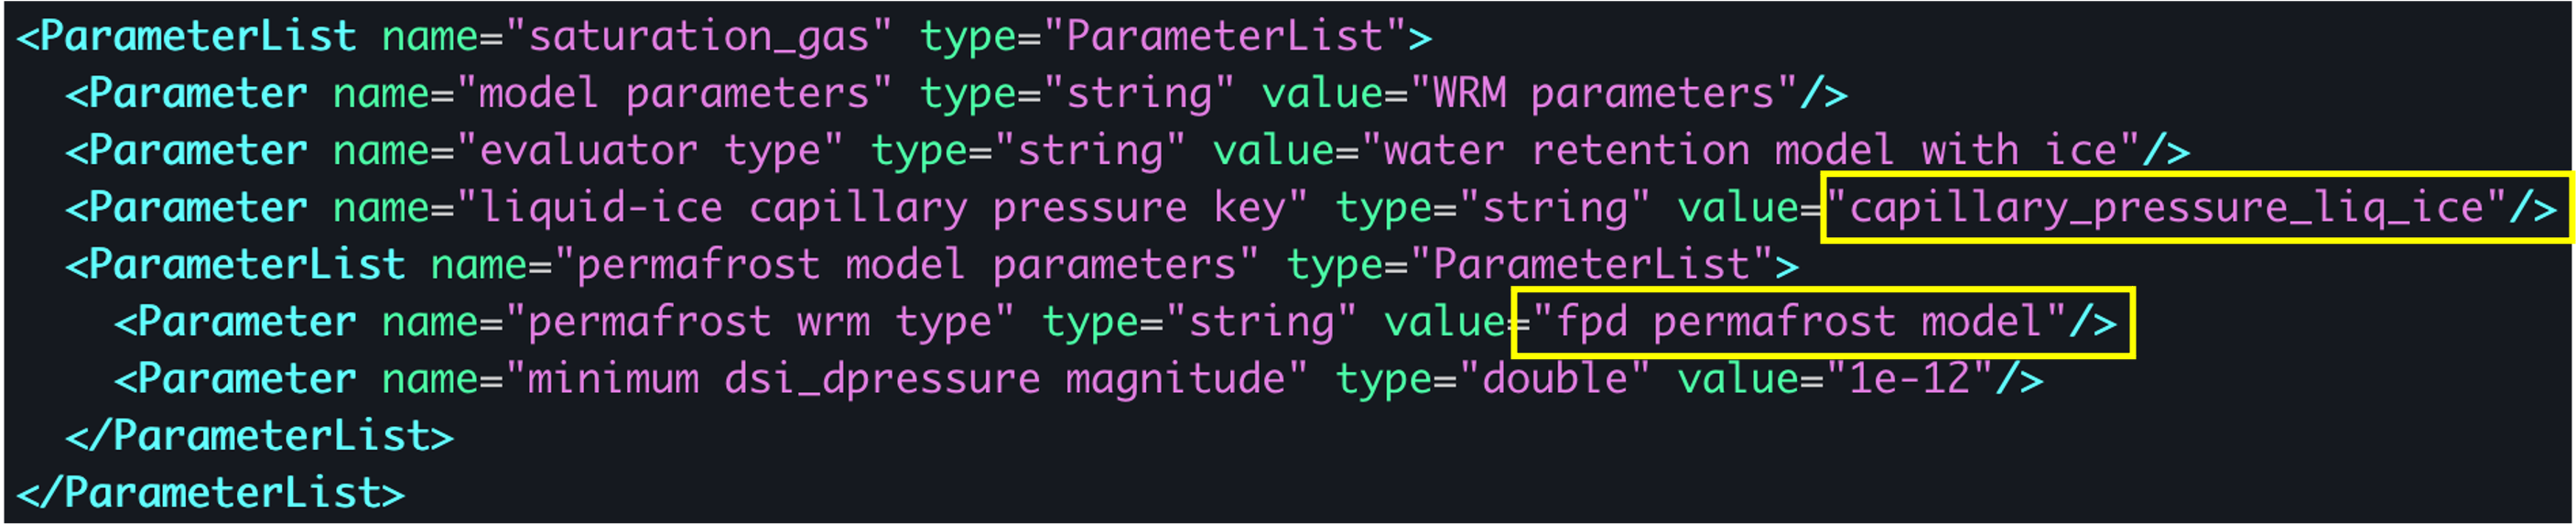 <ParameterList name="saturation_gas" type="ParameterList">
  <Parameter name="model parameters" type="string" value="WRM parameters"/>
  <Parameter name="evaluator type" type="string" value="water retention model with ice"/>
  <Parameter name="liquid-ice capillary pressure key" type="string" value="capillary_pressure_liq_ice"/>
  <ParameterList name="permafrost model parameters" type="ParameterList">
    <Parameter name="permafrost wrm type" type="string" value="fpd permafrost model"/>
    <Parameter name="minimum dsi_dpressure magnitude" type="double" value="1e-12"/>
  </ParameterList>
</ParameterList>